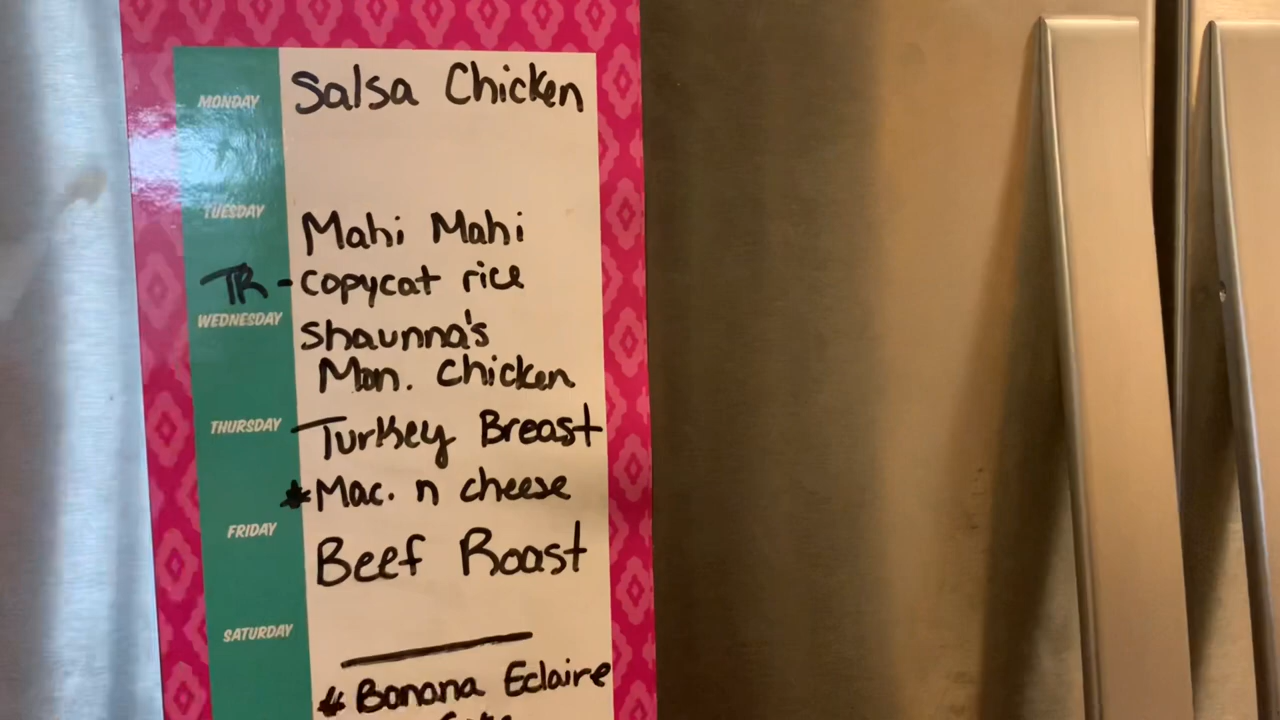 MONDAY Salsa Chicken
TUESDAY Mahi Mahi
TR - Copycat rice
WEDNESDAY Shaunna's
Mon. Chicken
THURSDAY Turkey Breast
* Mac. n cheese
FRIDAY Beef Roast
SATURDAY
* Banana Eclaire